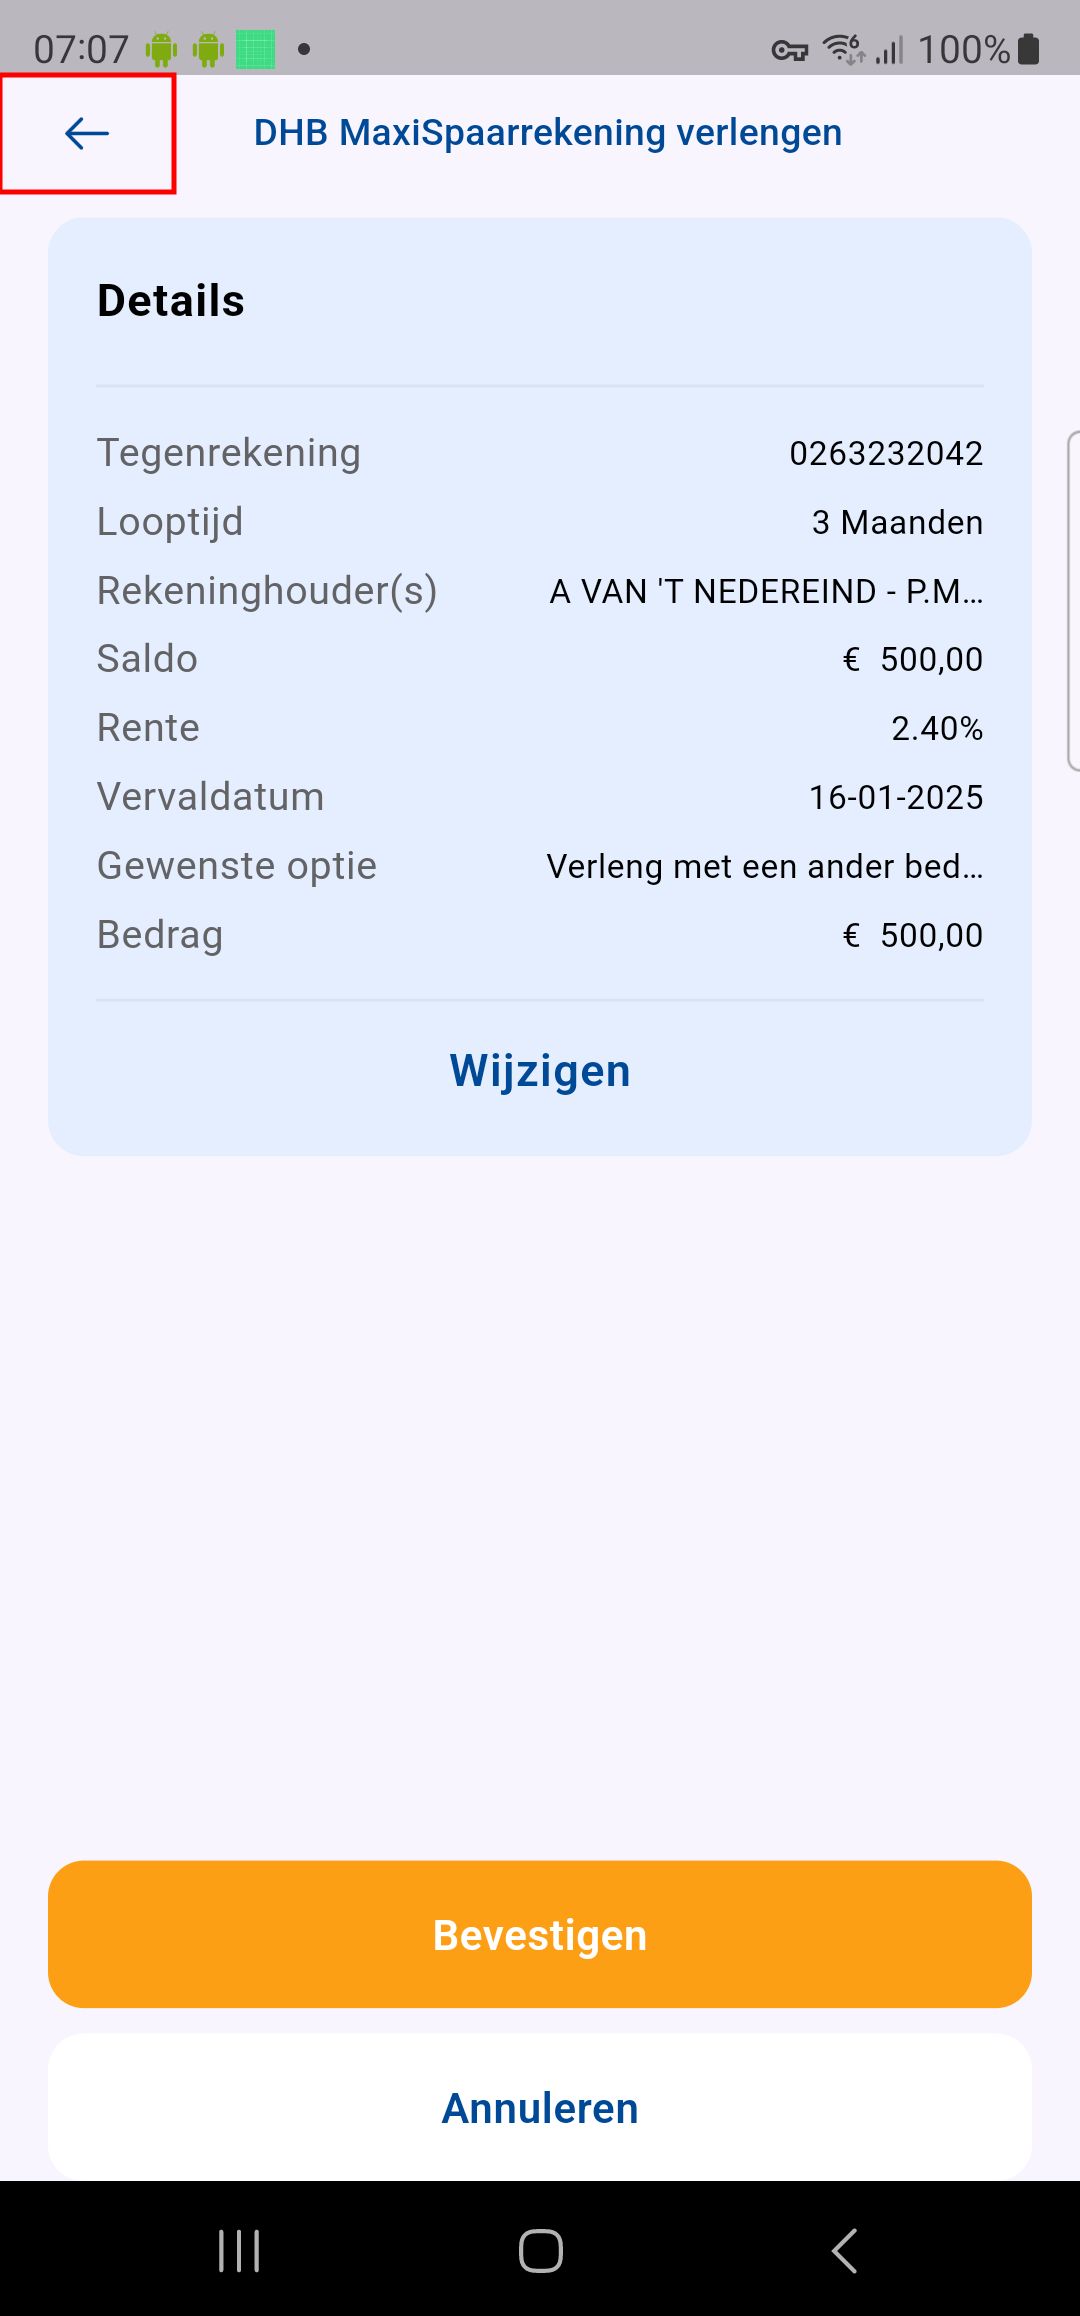 07:07 100%
DHB MaxiSpaarrekening verlengen
Details
Tegenrekening 0263232042
Looptijd 3 Maanden
Rekeninghouder(s) A VAN 'T NEDEREIND - P.M...
Saldo € 500,00
Rente 2.40%
Vervaldatum 16-01-2025
Gewenste optie Verleng met een ander bed...
Bedrag € 500,00
Wijzigen
Bevestigen
Annuleren